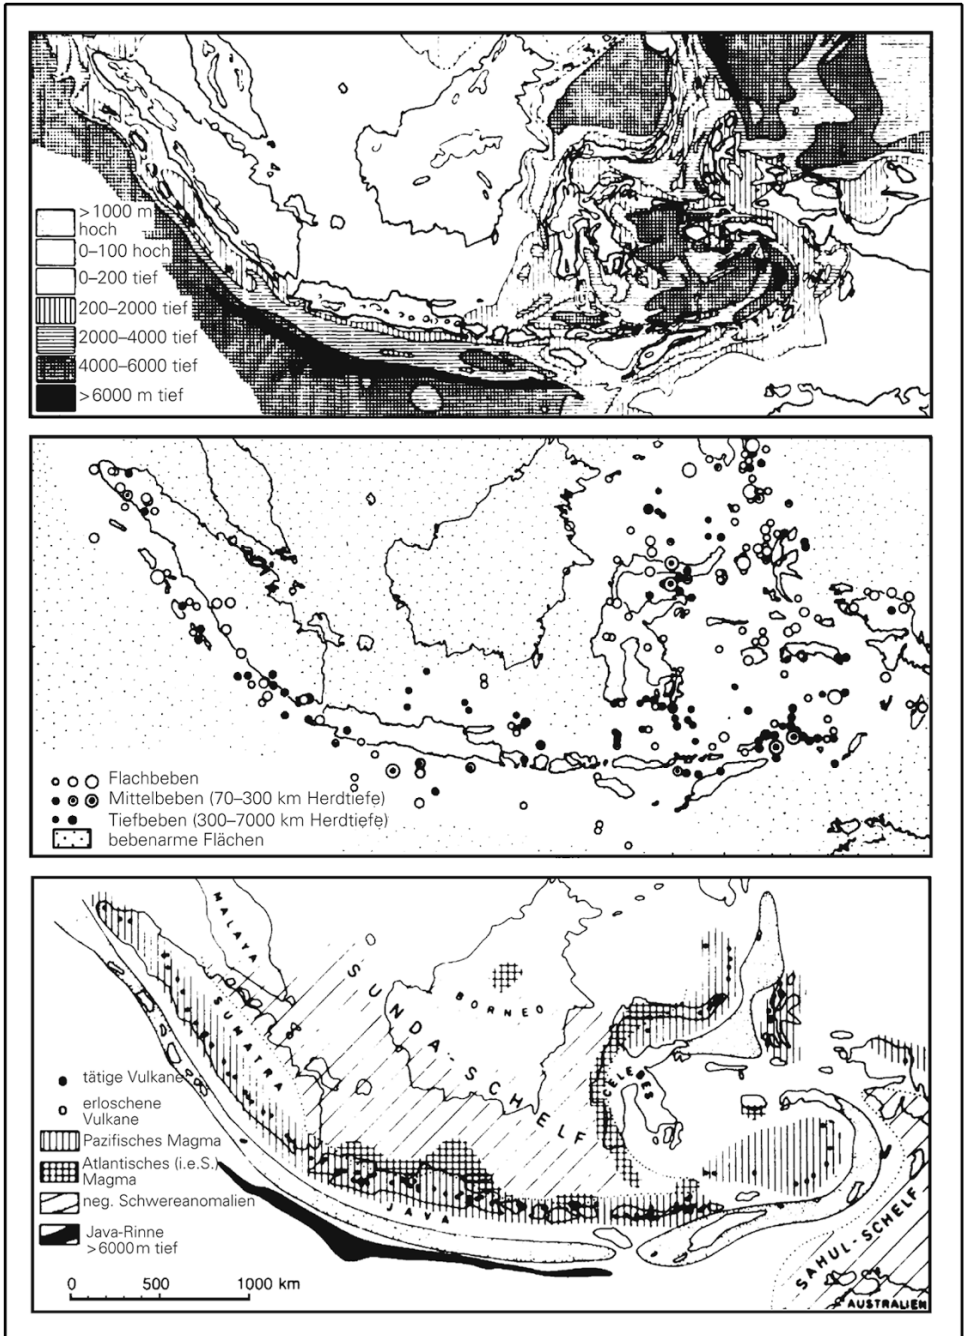 >1000 m
hoch
0–100 hoch
0–200 tief
200–2000 tief
2000–4000 tief
4000–6000 tief
>6000 m tief
Flachbeben
Mittelbeben (70–300 km Herdtiefe)
Tiefbeben (300–7000 km Herdtiefe)
bebenarme Flächen
MALAYA
SUNDA-SCHELF
BORNEO
SUMATRA
CELEBES
JAVA
SAHUL-SCHELF
AUSTRALIEN
tätige Vulkane
erloschene
Vulkane
Pazifisches Magma
Atlantisches (i.e.S.)
Magma
neg. Schwereanomalien
Java-Rinne
>6000m tief
0 500 1000 km